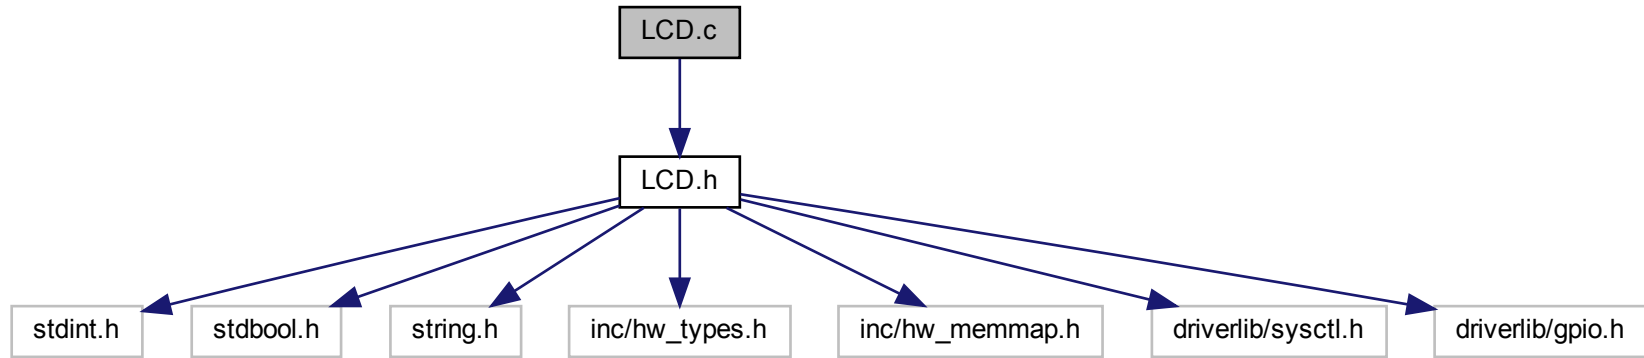 LCD.c
LCD.h
stdint.h
stdbool.h
string.h
inc/hw_types.h
inc/hw_memmap.h
driverlib/sysctl.h
driverlib/gpio.h